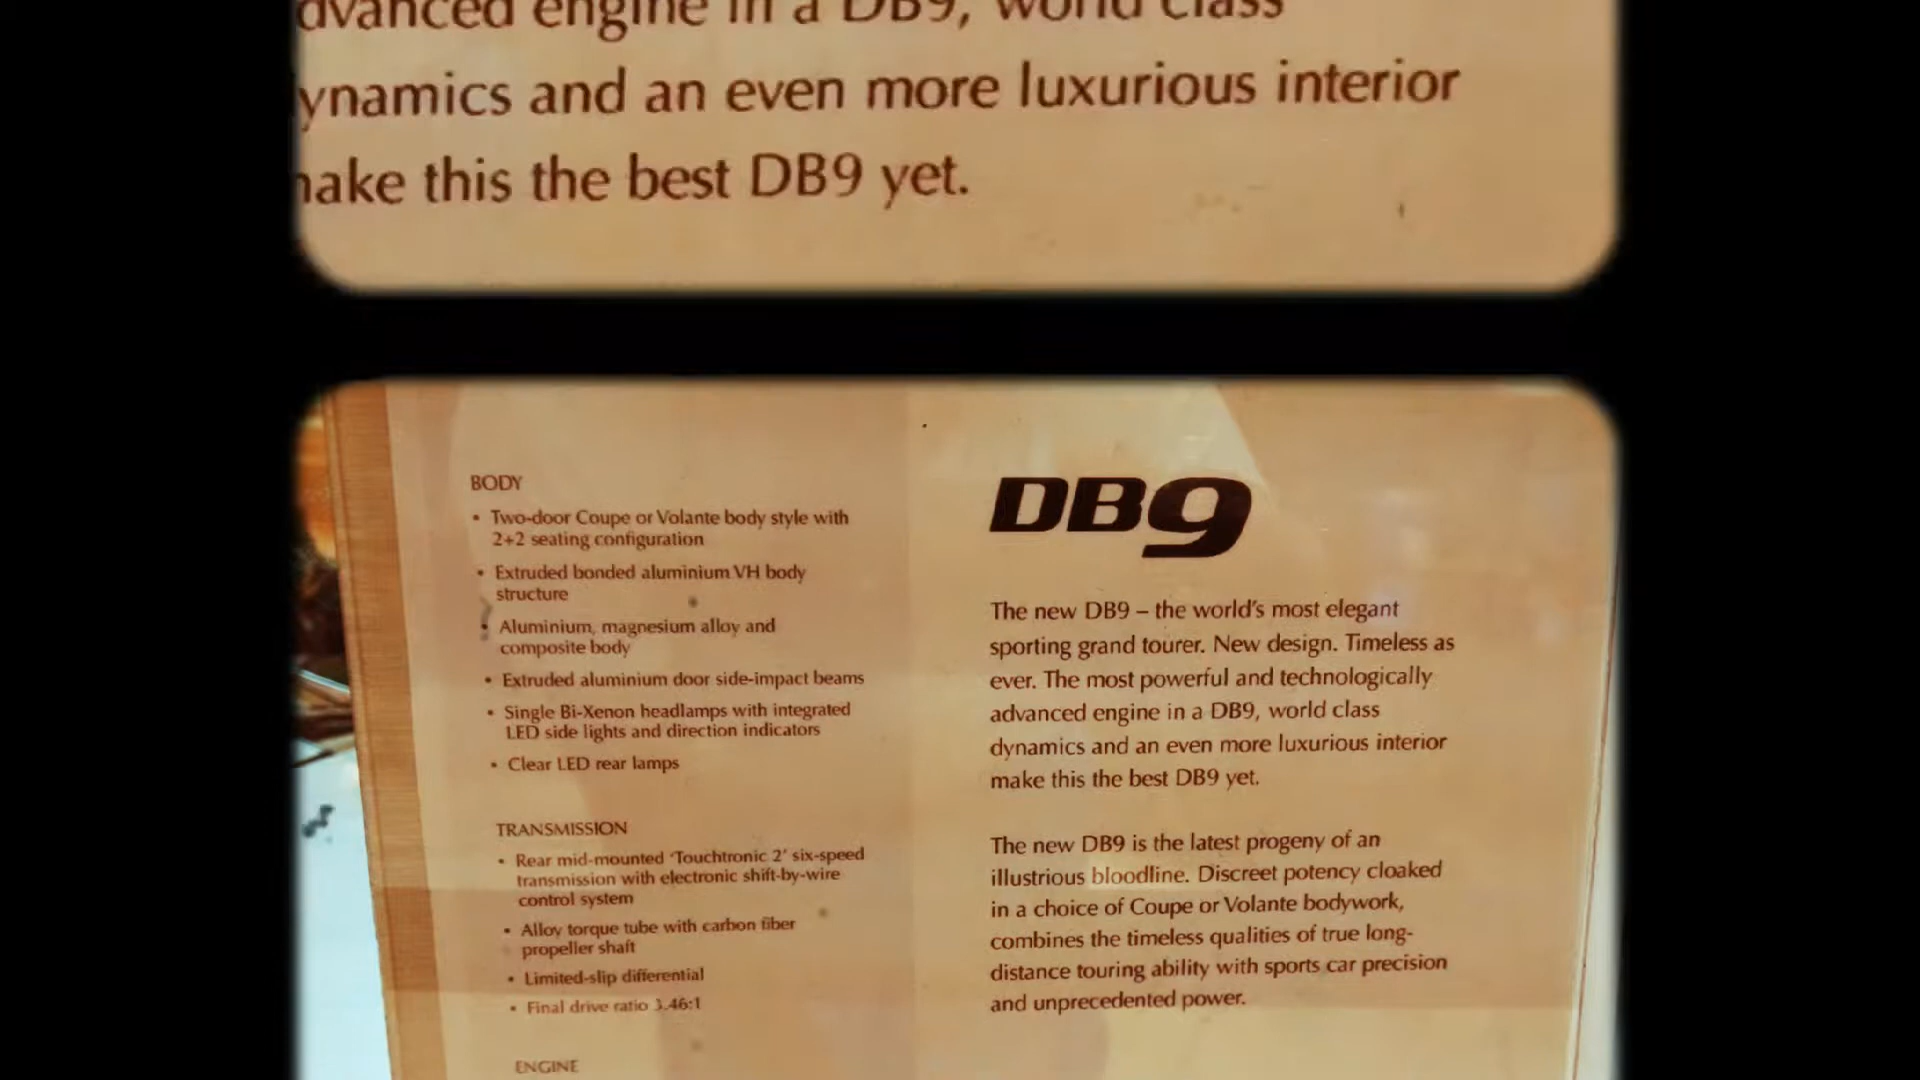 advanced engine in a DB9, world class
ynamics and an even more luxurious interior
make this the best DB9 yet.
BODY
• Two-door Coupe or Volante body style with
2+2 seating configuration
• Extruded bonded aluminium VH body
structure
• Aluminium, magnesium alloy and
composite body
• Extruded aluminium door side-impact beams
• Single Bi-Xenon headlamps with integrated
LED side lights and direction indicators
• Clear LED rear lamps
TRANSMISSION
• Rear mid-mounted ‘Touchtronic 2’ six-speed
transmission with electronic shift-by-wire
control system
• Alloy torque tube with carbon fiber
propeller shaft
• Limited-slip differential
• Final drive ratio 3.46:1
ENGINE
DB9
The new DB9 – the world’s most elegant
sporting grand tourer. New design. Timeless as
ever. The most powerful and technologically
advanced engine in a DB9, world class
dynamics and an even more luxurious interior
make this the best DB9 yet.
The new DB9 is the latest progeny of an
illustrious bloodline. Discreet potency cloaked
in a choice of Coupe or Volante bodywork,
combines the timeless qualities of true long-
distance touring ability with sports car precision
and unprecedented power.